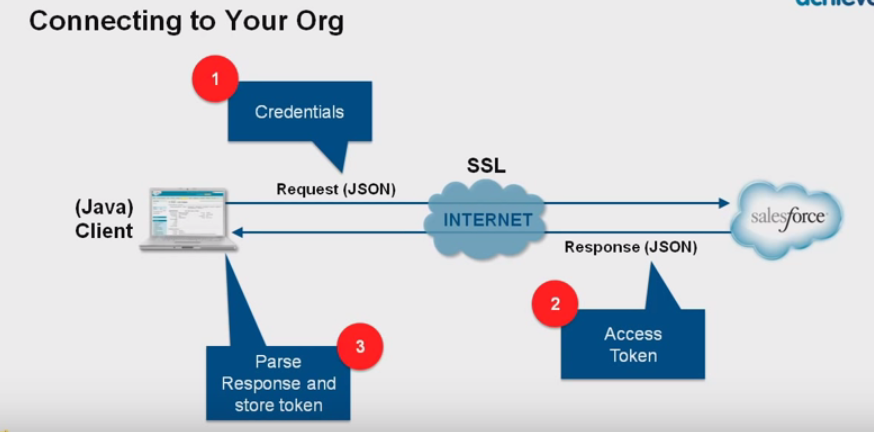 Connecting to Your Org
1
Credentials
SSL
Request (JSON)
(Java)
Client
INTERNET
salesforce
Response (JSON)
2
Access
Token
3
Parse
Response and
store token